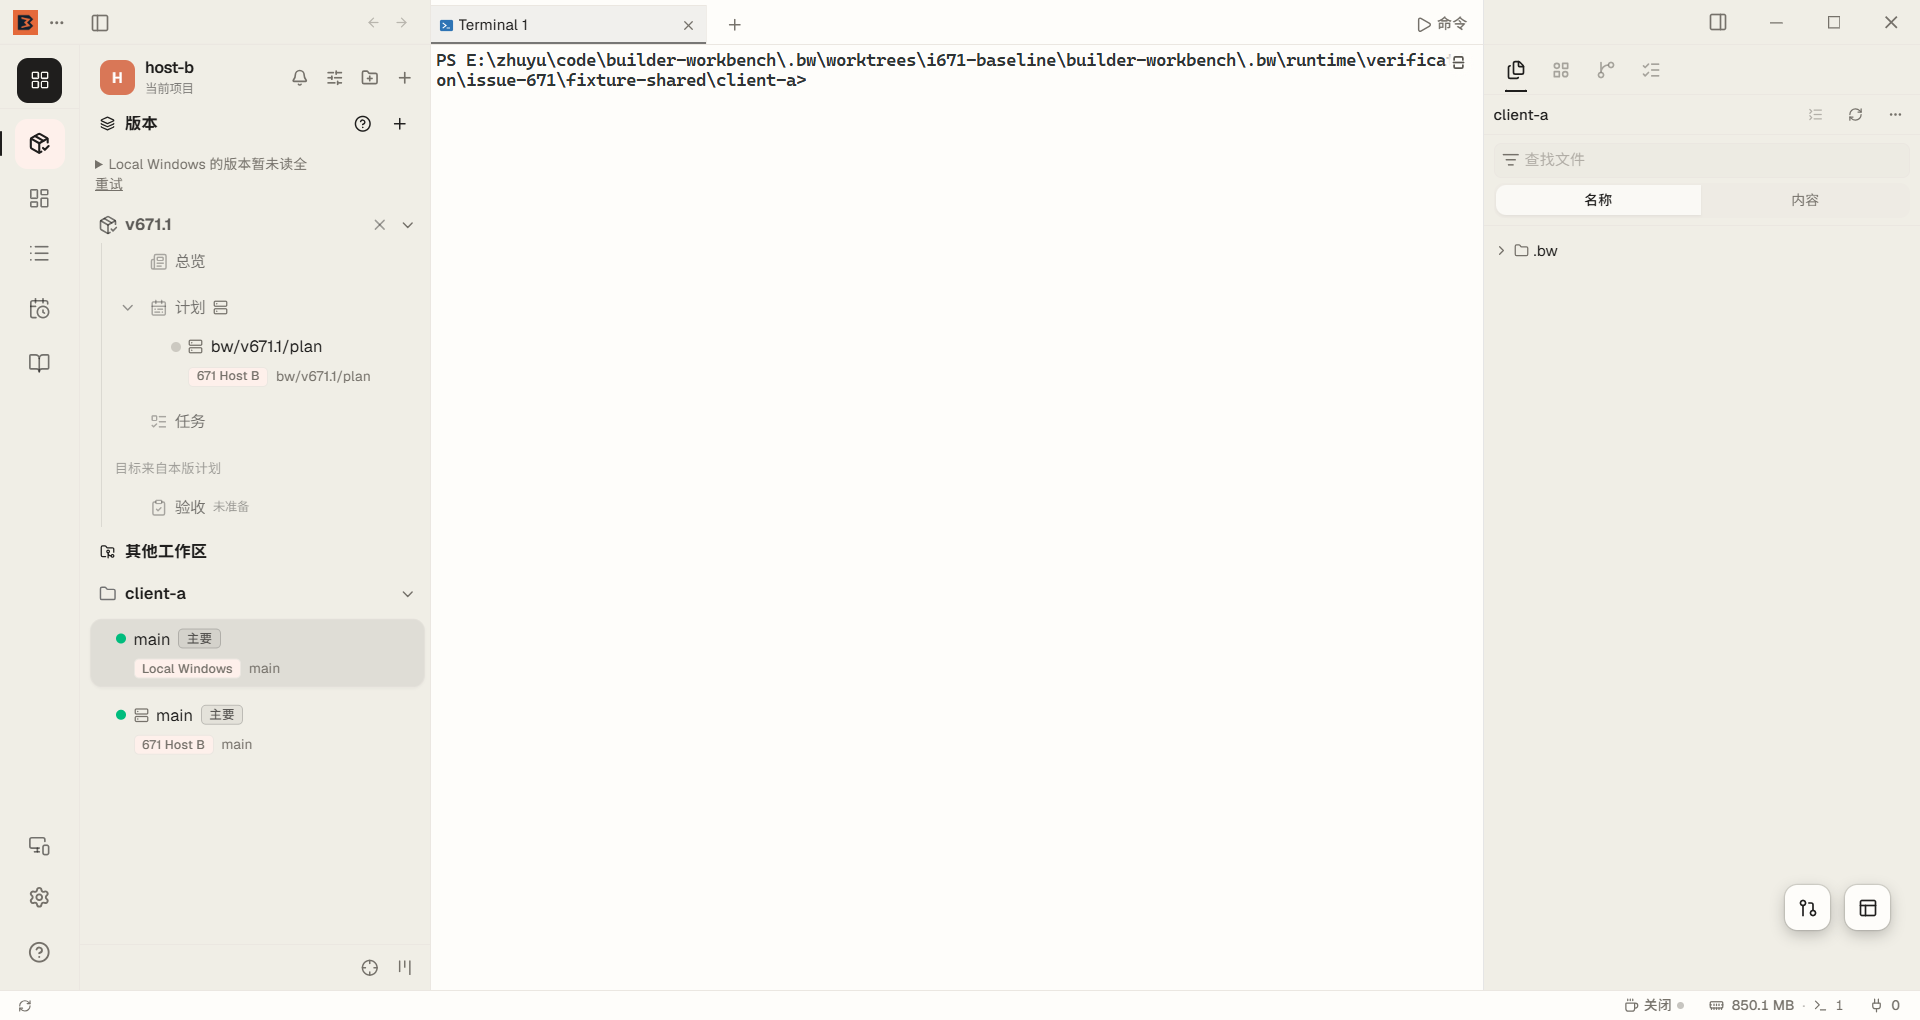 Terminal 1
命令
H
host-b
当前项目
PS E:\zhuyu\code\builder-workbench\.bw\worktrees\i671-baseline\builder-workbench\.bw\runtime\verifica
on\issue-671\fixture-shared\client-a>
版本
Local Windows 的版本暂未读全
重试
v671.1
总览
计划
bw/v671.1/plan
671 Host B bw/v671.1/plan
任务
目标来自本版计划
验收 未准备
其他工作区
client-a
main 主要
Local Windows main
main 主要
671 Host B main
client-a
查找文件
名称 内容
.bw
关闭 850.1 MB · 1 0